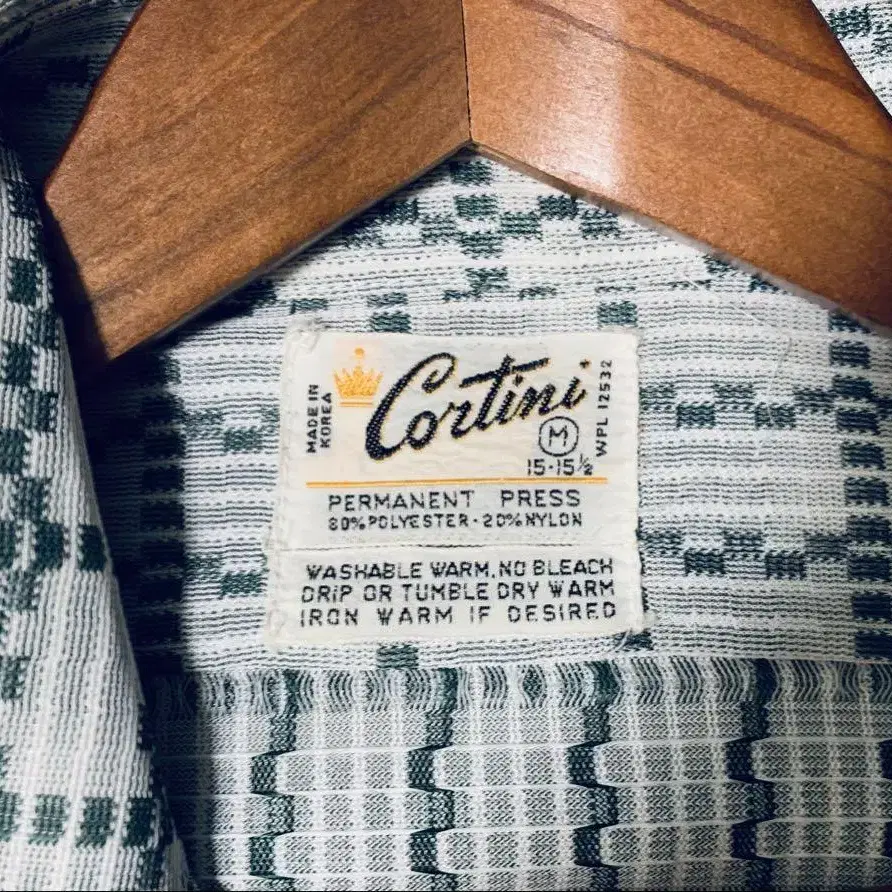 MADE IN
KOREA
Cortini
M
15-15½
WPL 12532
PERMANENT PRESS
80% POLYESTER - 20% NYLON
WASHABLE WARM, NO BLEACH
DRIP OR TUMBLE DRY WARM
IRON WARM IF DESIRED